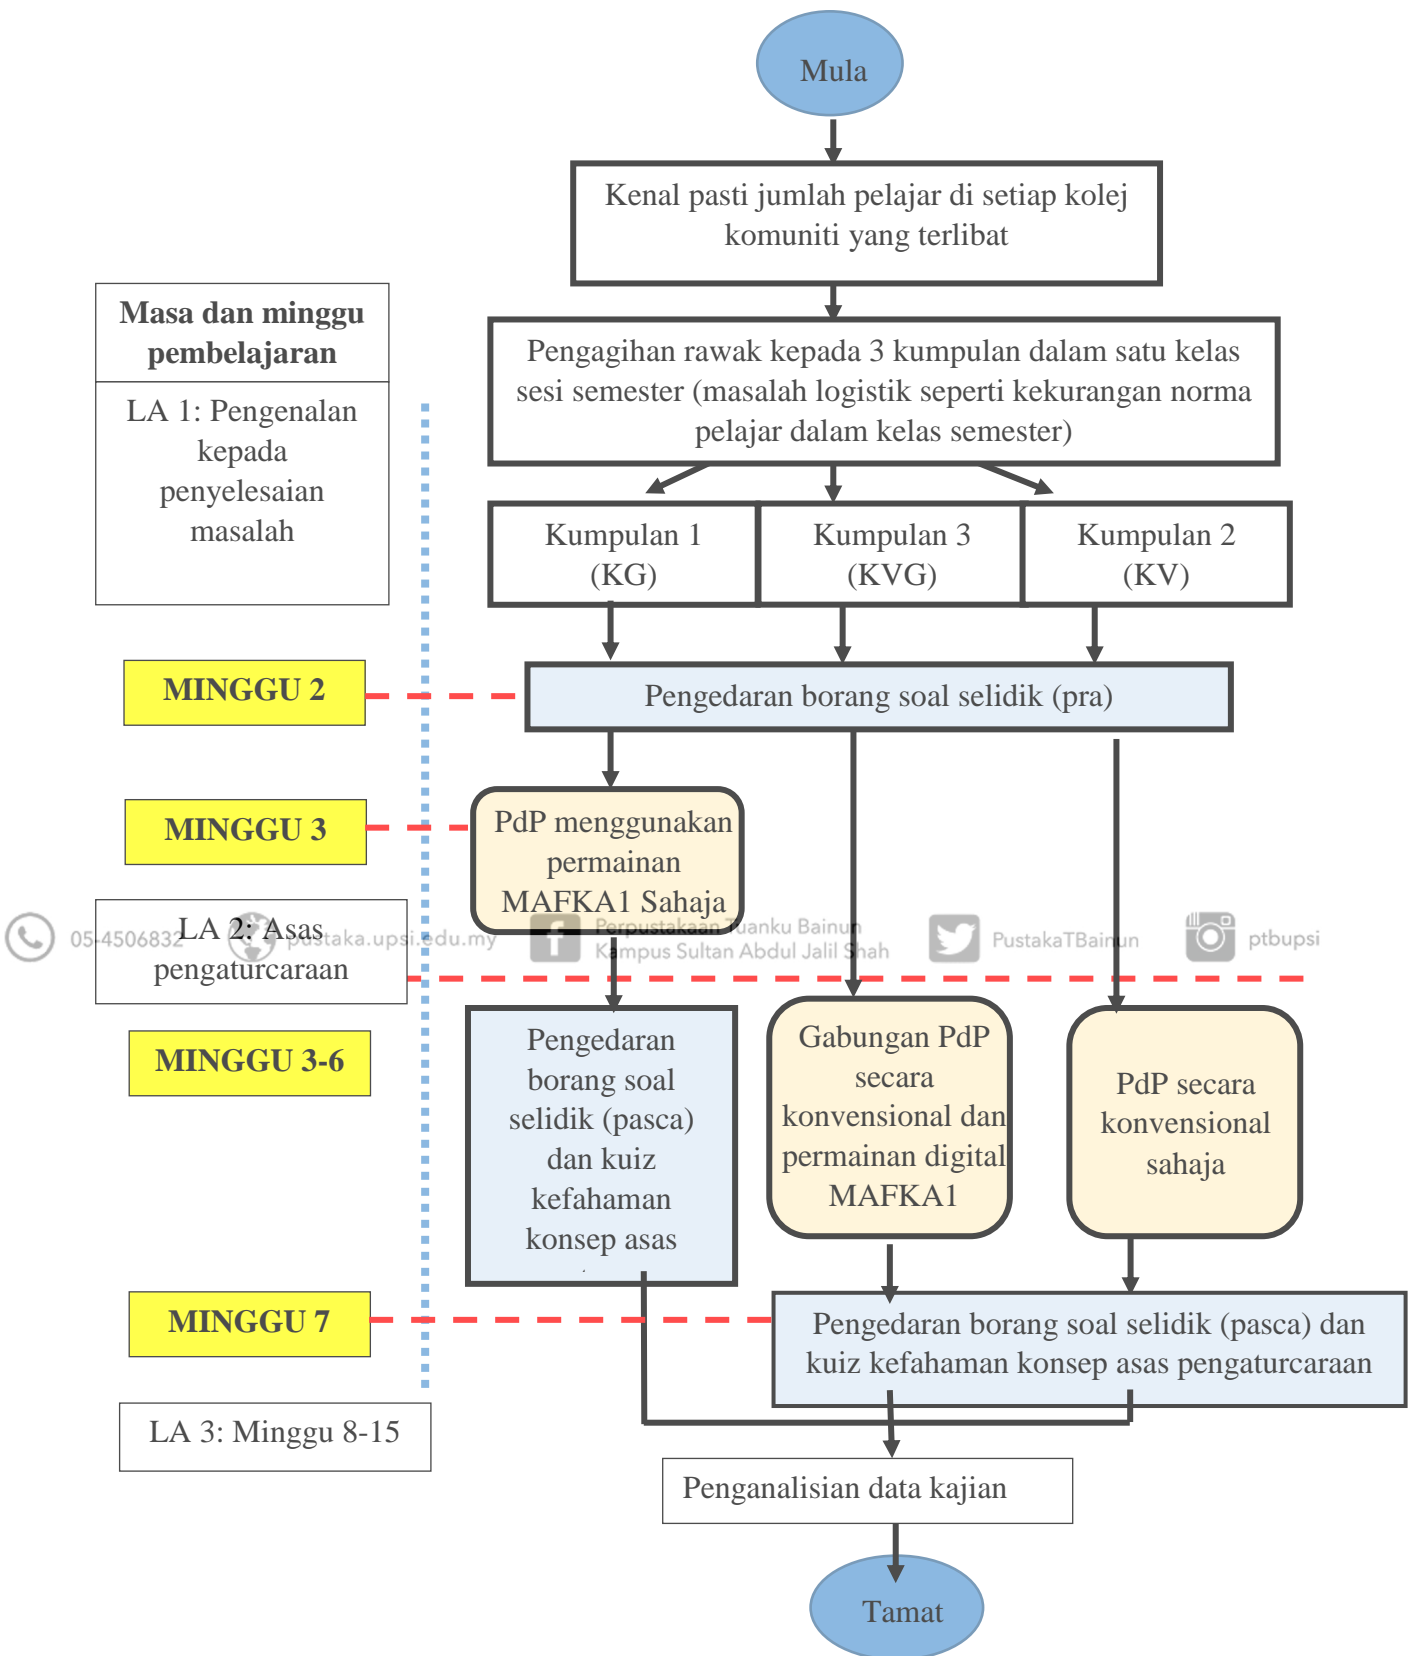 Mula
Kenal pasti jumlah pelajar di setiap kolej
komuniti yang terlibat
Masa dan minggu
pembelajaran
LA 1: Pengenalan
kepada
penyelesaian
masalah
Pengagihan rawak kepada 3 kumpulan dalam satu kelas
sesi semester (masalah logistik seperti kekurangan norma
pelajar dalam kelas semester)
Kumpulan 1
(KG)
Kumpulan 3
(KVG)
Kumpulan 2
(KV)
MINGGU 2
Pengedaran borang soal selidik (pra)
MINGGU 3
PdP menggunakan
permainan
MAFKA1 Sahaja
LA 2: Asas
pengaturcaraan
05-4506832
pustaka.upsi.edu.my
Perpustakaan Tuanku Bainun
Kampus Sultan Abdul Jalil Shah
PustakaTBainun
ptbupsi
MINGGU 3-6
Pengedaran
borang soal
selidik (pasca)
dan kuiz
kefahaman
konsep asas
Gabungan PdP
secara
konvensional dan
permainan digital
MAFKA1
PdP secara
konvensional
sahaja
MINGGU 7
Pengedaran borang soal selidik (pasca) dan
kuiz kefahaman konsep asas pengaturcaraan
LA 3: Minggu 8-15
Penganalisian data kajian
Tamat